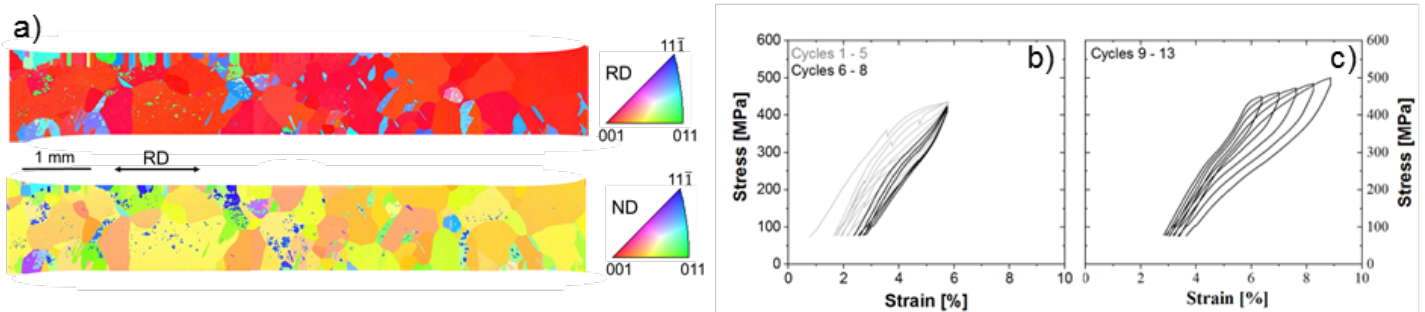 a)
111̅
RD
001
011
1 mm
RD
111̅
ND
001
011
b)
Cycles 1 - 5
Cycles 6 - 8
600
500
400
300
200
100
0
Stress [MPa]
0
2
4
6
8
10
Strain [%]
c)
Cycles 9 - 13
0
2
4
6
8
10
Strain [%]
600
500
400
300
200
100
0
Stress [MPa]